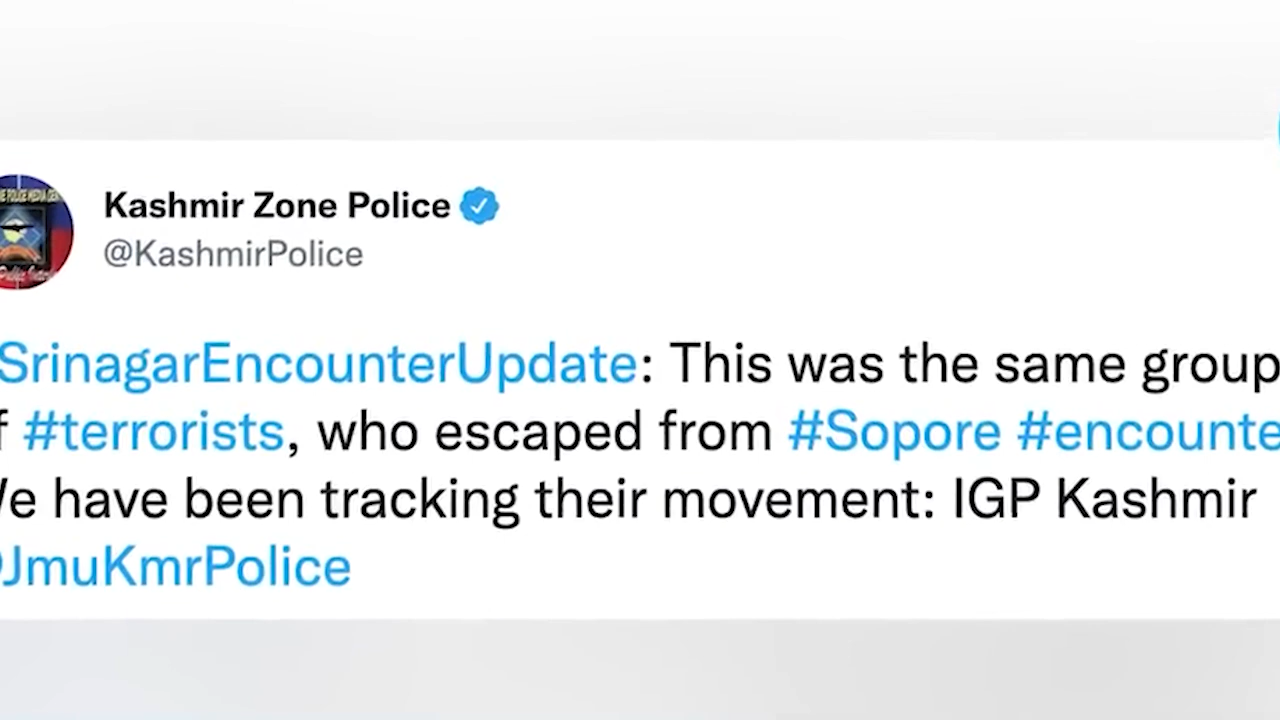 Kashmir Zone Police
@KashmirPolice
SrinagarEncounterUpdate: This was the same group
f #terrorists, who escaped from #Sopore #encounte
e have been tracking their movement: IGP Kashmir
JmuKmrPolice